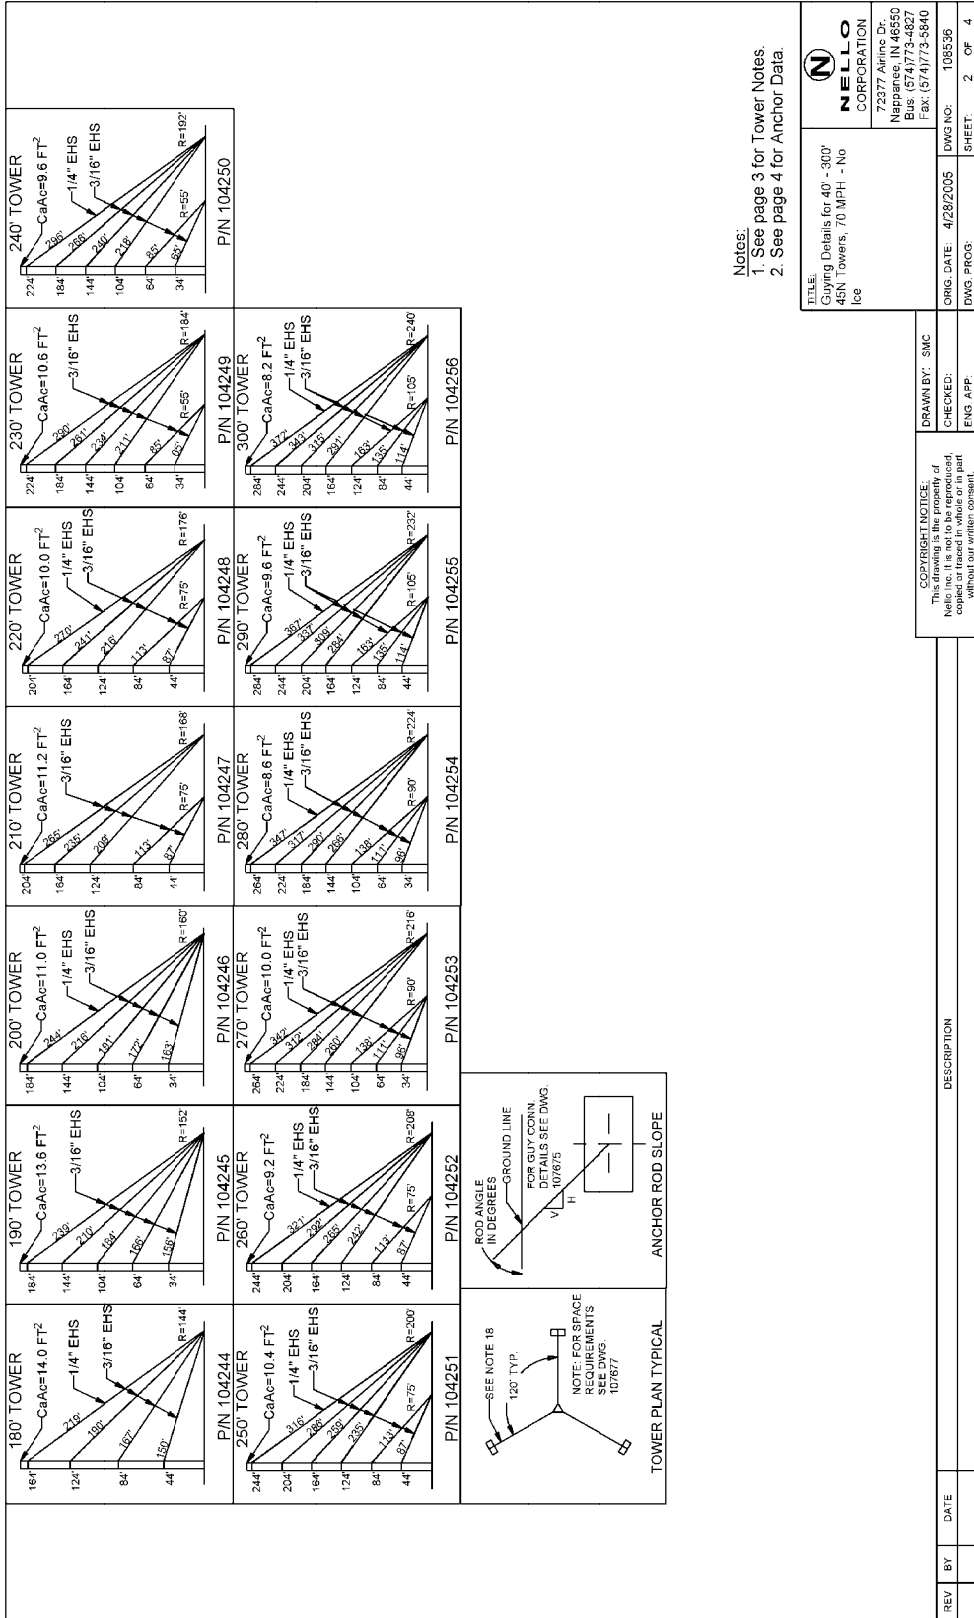 180' TOWER
CaAc=14.0 FT²
1/4" EHS
3/16" EHS
164'
124'
84'
44'
219'
190'
167'
150'
R=144'
P/N 104244
190' TOWER
CaAc=13.6 FT²
3/16" EHS
184'
144'
104'
64'
34'
239'
210'
184'
166'
156'
R=152'
P/N 104245
200' TOWER
CaAc=11.0 FT²
1/4" EHS
3/16" EHS
184'
144'
104'
64'
34'
244'
216'
172'
163'
R=160'
P/N 104246
210' TOWER
CaAc=11.2 FT²
3/16" EHS
204'
164'
124'
84'
265'
235'
209'
113'
87'
R=75'
R=168'
P/N 104247
220' TOWER
CaAc=10.0 FT²
1/4" EHS
3/16" EHS
204'
164'
124'
84'
44'
270'
241'
216'
113'
87'
R=75'
R=176'
P/N 104248
230' TOWER
CaAc=10.6 FT²
3/16" EHS
224'
184'
144'
104'
64'
34'
290'
261'
234'
211'
85'
R=55'
R=184'
P/N 104249
240' TOWER
CaAc=9.6 FT²
1/4" EHS
3/16" EHS
224'
184'
144'
104'
64'
34'
296'
268'
240'
218'
85'
65'
R=55'
R=192'
P/N 104250
250' TOWER
CaAc=10.4 FT²
1/4" EHS
3/16" EHS
244'
204'
164'
124'
84'
44'
316'
286'
259'
235'
113'
87'
R=75'
R=200'
P/N 104251
260' TOWER
CaAc=9.2 FT²
1/4" EHS
3/16" EHS
244'
204'
164'
124'
84'
44'
321'
292'
265'
242'
113'
87'
R=75'
R=208'
P/N 104252
270' TOWER
CaAc=10.0 FT²
1/4" EHS
3/16" EHS
264'
224'
184'
144'
104'
64'
34'
342'
312'
284'
260'
138'
111'
96'
R=90'
R=216'
P/N 104253
280' TOWER
CaAc=8.6 FT²
1/4" EHS
3/16" EHS
264'
224'
184'
144'
104'
64'
34'
347'
317'
290'
266'
138'
111'
96'
R=90'
R=224'
P/N 104254
290' TOWER
CaAc=9.6 FT²
1/4" EHS
3/16" EHS
284'
244'
204'
164'
124'
84'
44'
367'
337'
309'
284'
163'
135'
114'
R=105'
R=232'
P/N 104255
300' TOWER
CaAc=8.2 FT²
1/4" EHS
3/16" EHS
284'
244'
204'
164'
124'
84'
44'
372'
343'
315'
291'
163'
135'
114'
R=105'
R=240'
P/N 104256
SEE NOTE 18
120° TYP.
NOTE: FOR SPACE
REQUIREMENTS
SEE DWG.
107677
TOWER PLAN TYPICAL
ROD ANGLE
IN DEGREES
GROUND LINE
FOR GUY CONN.
DETAILS SEE DWG.
107675
V
H
ANCHOR ROD SLOPE
Notes:
1. See page 3 for Tower Notes.
2. See page 4 for Anchor Data.
TITLE:
Guying Details for 40' - 300'
45N Towers, 70 MPH - No
Ice
N
NELLO
CORPORATION
72377 Airline Dr.
Nappanee, IN 46550
Bus: (574)773-4827
Fax: (574)773-5840
COPYRIGHT NOTICE:
This drawing is the property of
Nello Inc. It is not to be reproduced,
copied or traced in whole or in part
without our written consent.
DRAWN BY: SMC
CHECKED:
ENG. APP:
ORIG. DATE: 4/28/2005
DWG. PROG:
DWG NO: 108536
SHEET: 2 OF 4
REV BY DATE DESCRIPTION